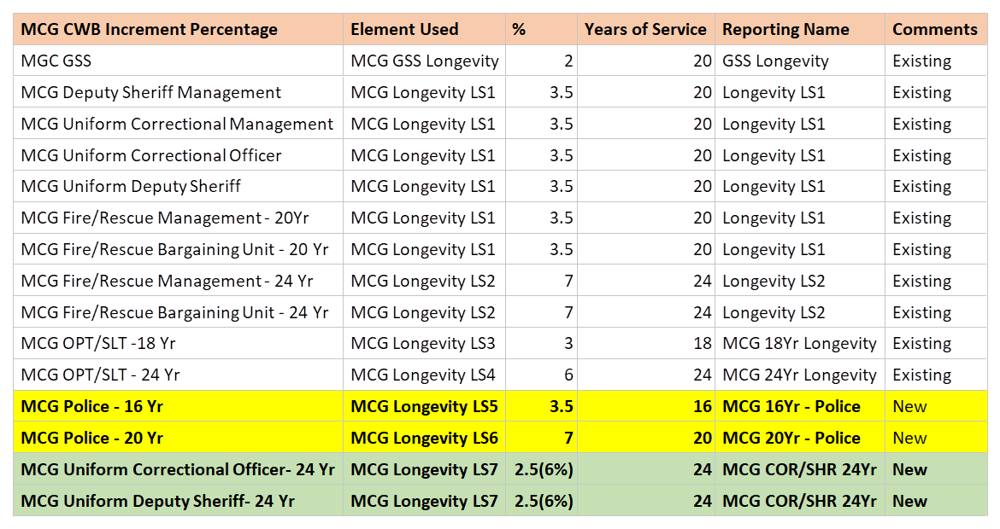 MCG CWB Increment Percentage Element Used % Years of Service Reporting Name Comments
MGC GSS MCG GSS Longevity 2 20 GSS Longevity Existing
MCG Deputy Sheriff Management MCG Longevity LS1 3.5 20 Longevity LS1 Existing
MCG Uniform Correctional Management MCG Longevity LS1 3.5 20 Longevity LS1 Existing
MCG Uniform Correctional Officer MCG Longevity LS1 3.5 20 Longevity LS1 Existing
MCG Uniform Deputy Sheriff MCG Longevity LS1 3.5 20 Longevity LS1 Existing
MCG Fire/Rescue Management - 20Yr MCG Longevity LS1 3.5 20 Longevity LS1 Existing
MCG Fire/Rescue Bargaining Unit - 20 Yr MCG Longevity LS1 3.5 20 Longevity LS1 Existing
MCG Fire/Rescue Management - 24 Yr MCG Longevity LS2 7 24 Longevity LS2 Existing
MCG Fire/Rescue Bargaining Unit - 24 Yr MCG Longevity LS2 7 24 Longevity LS2 Existing
MCG OPT/SLT -18 Yr MCG Longevity LS3 3 18 MCG 18Yr Longevity Existing
MCG OPT/SLT - 24 Yr MCG Longevity LS4 6 24 MCG 24Yr Longevity Existing
MCG Police - 16 Yr MCG Longevity LS5 3.5 16 MCG 16Yr - Police New
MCG Police - 20 Yr MCG Longevity LS6 7 20 MCG 20Yr - Police New
MCG Uniform Correctional Officer- 24 Yr MCG Longevity LS7 2.5(6%) 24 MCG COR/SHR 24Yr New
MCG Uniform Deputy Sheriff- 24 Yr MCG Longevity LS7 2.5(6%) 24 MCG COR/SHR 24Yr New